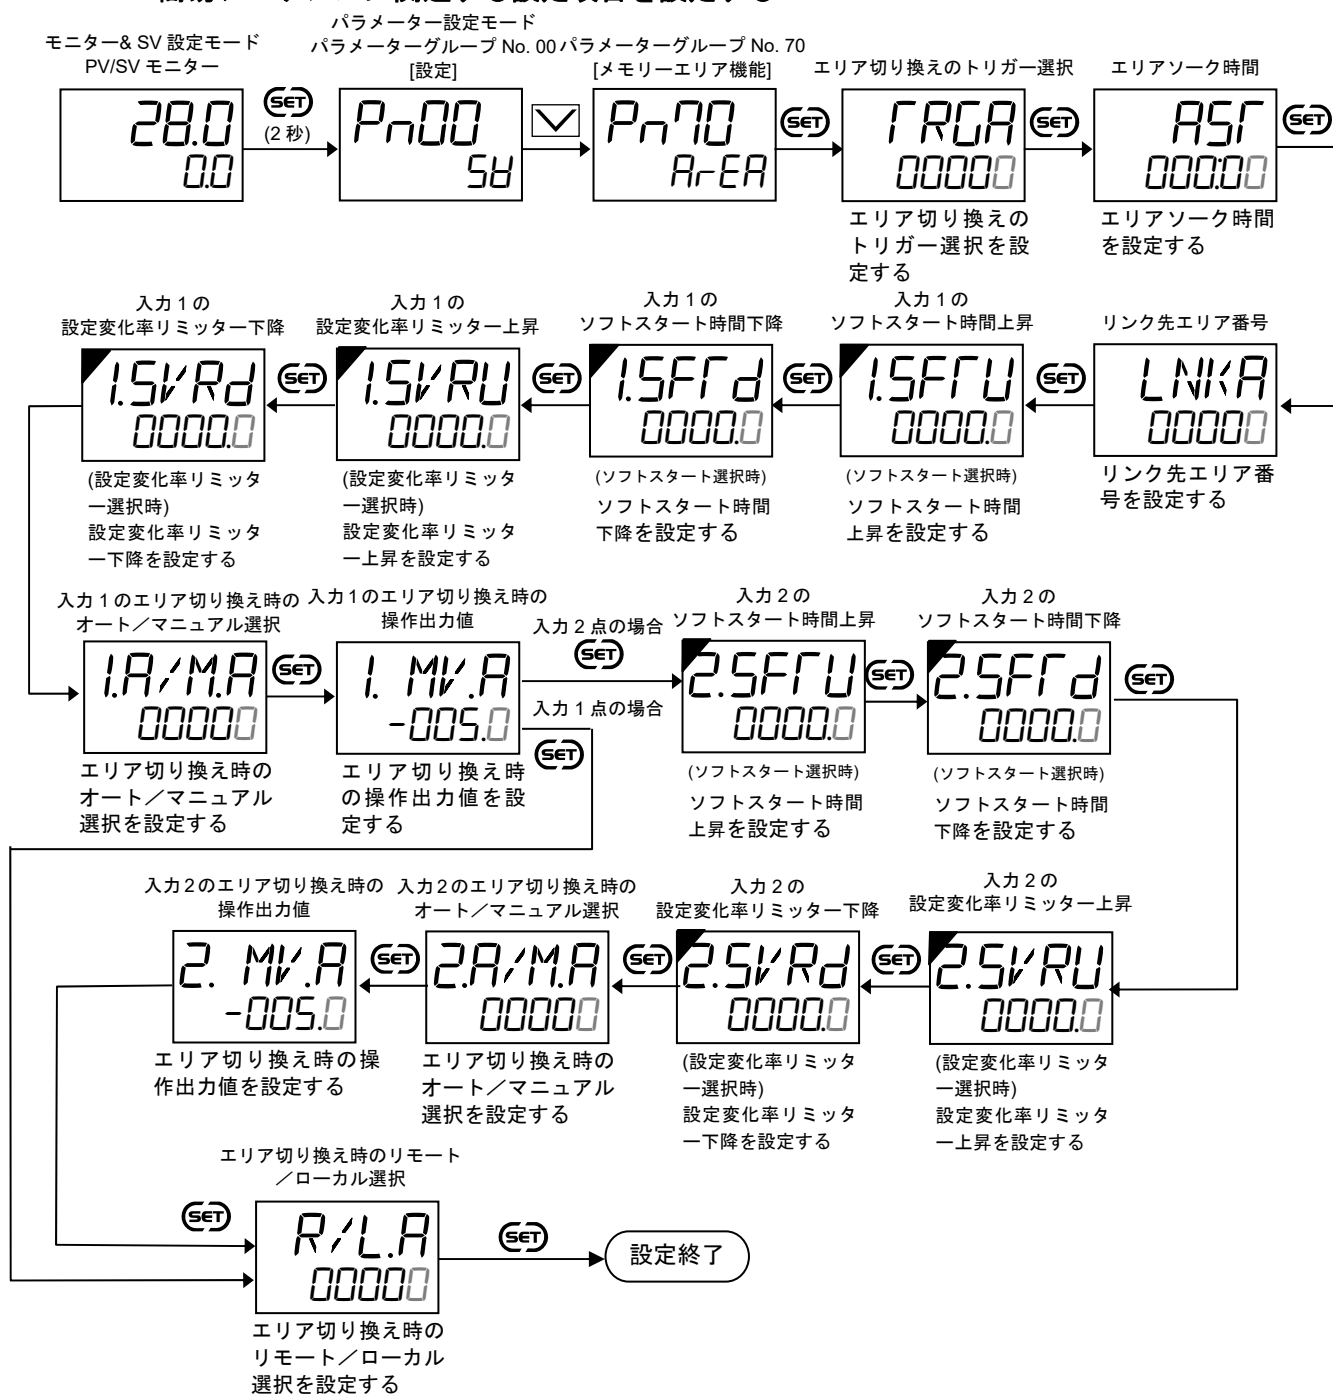 モニター& SV 設定モード
PV/SV モニター
28.0
0.0
SET
(2 秒)
パラメーター設定モード
パラメーターグループ No. 00
[設定]
Pn00
SV
パラメーターグループ No. 70
[メモリーエリア機能]
Pn70
ArEA
SET
エリア切り換えのトリガー選択
TRGA
00000
エリア切り換えの
トリガー選択を設
定する
SET
エリアソーク時間
AST
000:00
エリアソーク時間
を設定する
SET
リンク先エリア番号
LNKA
00000
リンク先エリア番
号を設定する
SET
入力 1 の
ソフトスタート時間上昇
1.SFTU
0000.0
(ソフトスタート選択時)
ソフトスタート時間
上昇を設定する
SET
入力 1 の
ソフトスタート時間下降
1.SFTd
0000.0
(ソフトスタート選択時)
ソフトスタート時間
下降を設定する
SET
入力 1 の
設定変化率リミッター上昇
1.SVRU
0000.0
(設定変化率リミッタ
ー選択時)
設定変化率リミッタ
ー上昇を設定する
SET
入力 1 の
設定変化率リミッター下降
1.SVRd
0000.0
(設定変化率リミッタ
ー選択時)
設定変化率リミッタ
ー下降を設定する
入力 1 のエリア切り換え時の
オート／マニュアル選択
1.A/M.A
00000
エリア切り換え時の
オート／マニュアル
選択を設定する
SET
入力1のエリア切り換え時の
操作出力値
1. MV.A
-005.0
エリア切り換え時
の操作出力値を設
定する
入力 2 点の場合
SET
入力 1 点の場合
SET
入力 2 の
ソフトスタート時間上昇
2.SFTU
0000.0
(ソフトスタート選択時)
ソフトスタート時間
上昇を設定する
SET
入力 2 の
ソフトスタート時間下降
2.SFTd
0000.0
(ソフトスタート選択時)
ソフトスタート時間
下降を設定する
SET
入力 2 の
設定変化率リミッター上昇
2.SVRU
0000.0
(設定変化率リミッタ
ー選択時)
設定変化率リミッタ
ー上昇を設定する
SET
入力 2 の
設定変化率リミッター下降
2.SVRd
0000.0
(設定変化率リミッタ
ー選択時)
設定変化率リミッタ
ー下降を設定する
SET
入力2のエリア切り換え時の
オート／マニュアル選択
2.A/M.A
00000
エリア切り換え時の
オート／マニュアル
選択を設定する
SET
入力2のエリア切り換え時の
操作出力値
2. MV.A
-005.0
エリア切り換え時の操
作出力値を設定する
SET
エリア切り換え時のリモート
／ローカル選択
R/L.A
00000
エリア切り換え時の
リモート／ローカル
選択を設定する
SET
設定終了